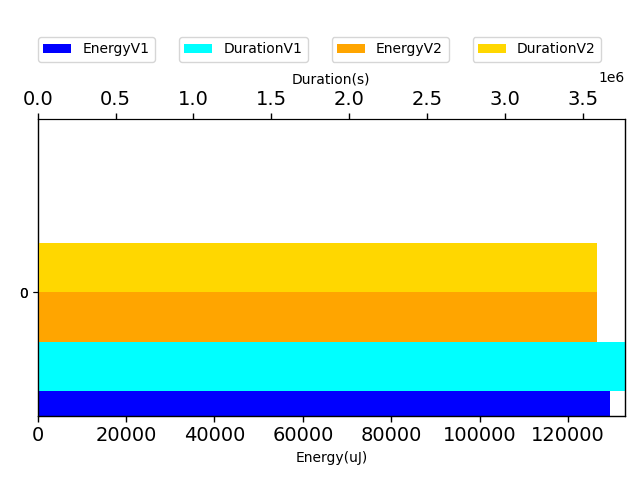 EnergyV1 DurationV1 EnergyV2 DurationV2
Duration(s)
1e6
0.0 0.5 1.0 1.5 2.0 2.5 3.0 3.5
0
0 20000 40000 60000 80000 100000 120000
Energy(uJ)